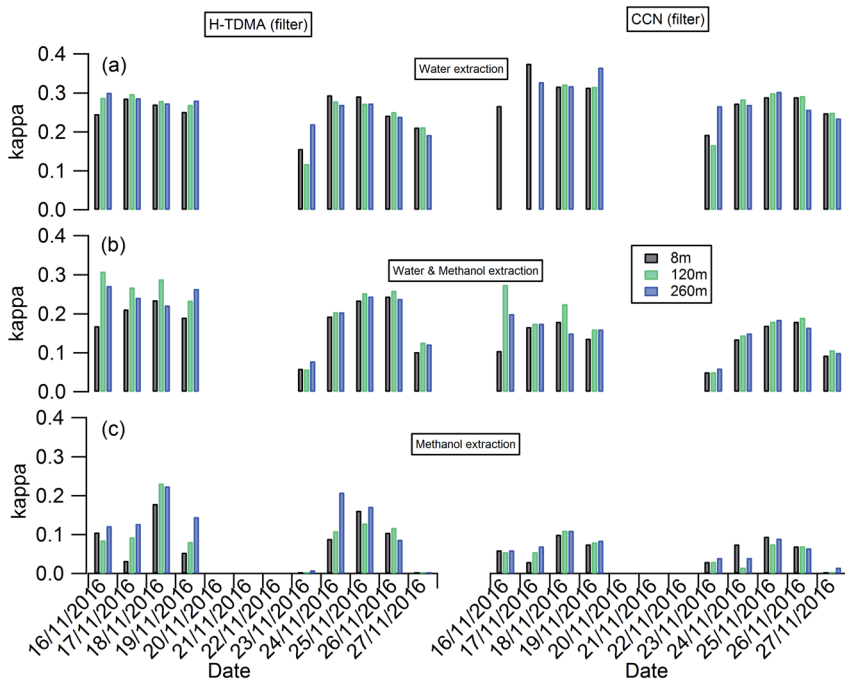 H-TDMA (filter)
CCN (filter)
(a)
Water extraction
kappa
0.4
0.3
0.2
0.1
0.0
(b)
Water & Methanol extraction
8m
120m
260m
kappa
0.4
0.3
0.2
0.1
0.0
(c)
Methanol extraction
kappa
0.4
0.3
0.2
0.1
0.0
16/11/2016
17/11/2016
18/11/2016
19/11/2016
20/11/2016
21/11/2016
22/11/2016
23/11/2016
24/11/2016
25/11/2016
26/11/2016
27/11/2016
Date
16/11/2016
17/11/2016
18/11/2016
19/11/2016
20/11/2016
21/11/2016
22/11/2016
23/11/2016
24/11/2016
25/11/2016
26/11/2016
27/11/2016
Date